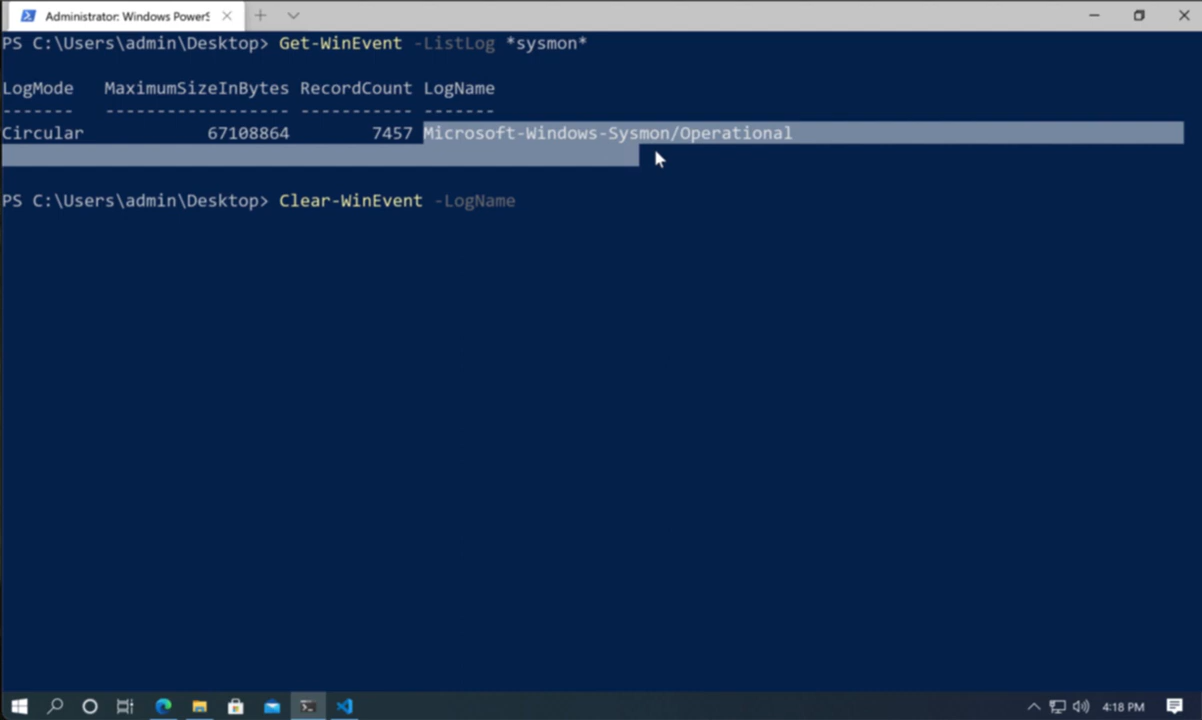 Administrator: Windows PowerS
PS C:\Users\admin\Desktop> Get-WinEvent -ListLog *sysmon*
LogMode MaximumSizeInBytes RecordCount LogName
------- ------------------ ----------- -------
Circular 67108864 7457 Microsoft-Windows-Sysmon/Operational
PS C:\Users\admin\Desktop> Clear-WinEvent -LogName
4:18 PM